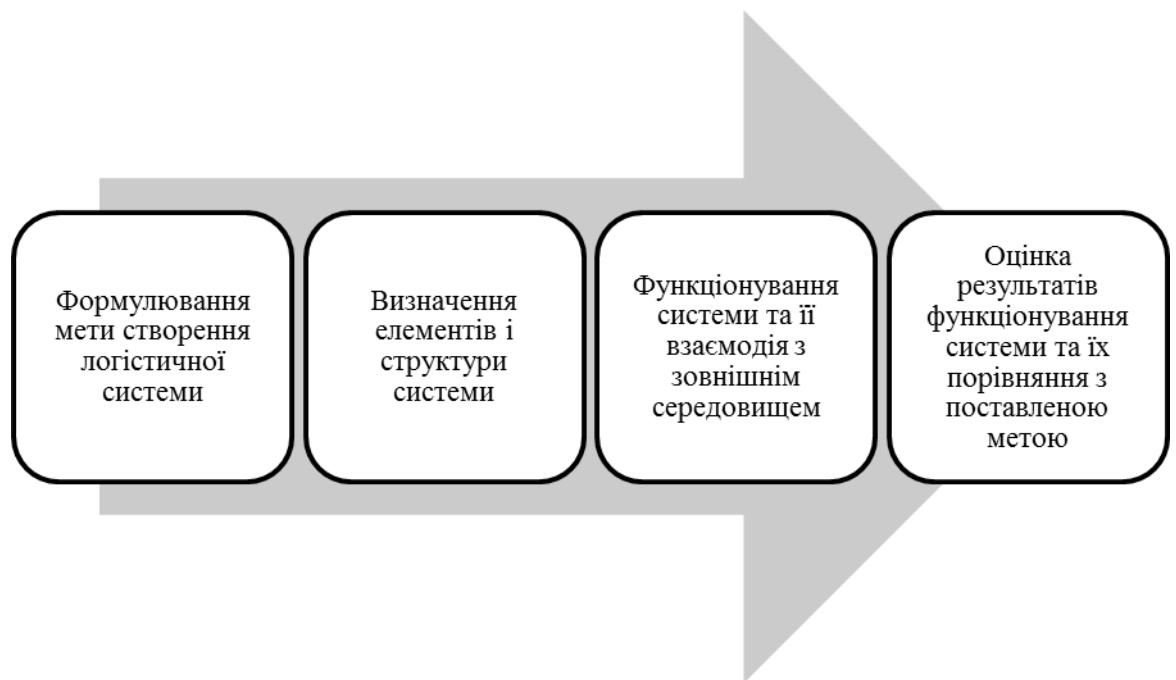 Формулювання
мети створення
логістичної
системи
Визначення
елементів і
структури
системи
Функціонування
системи та її
взаємодія з
зовнішнім
середовищем
Оцінка
результатів
функціонування
системи та їх
порівняння з
поставленою
метою